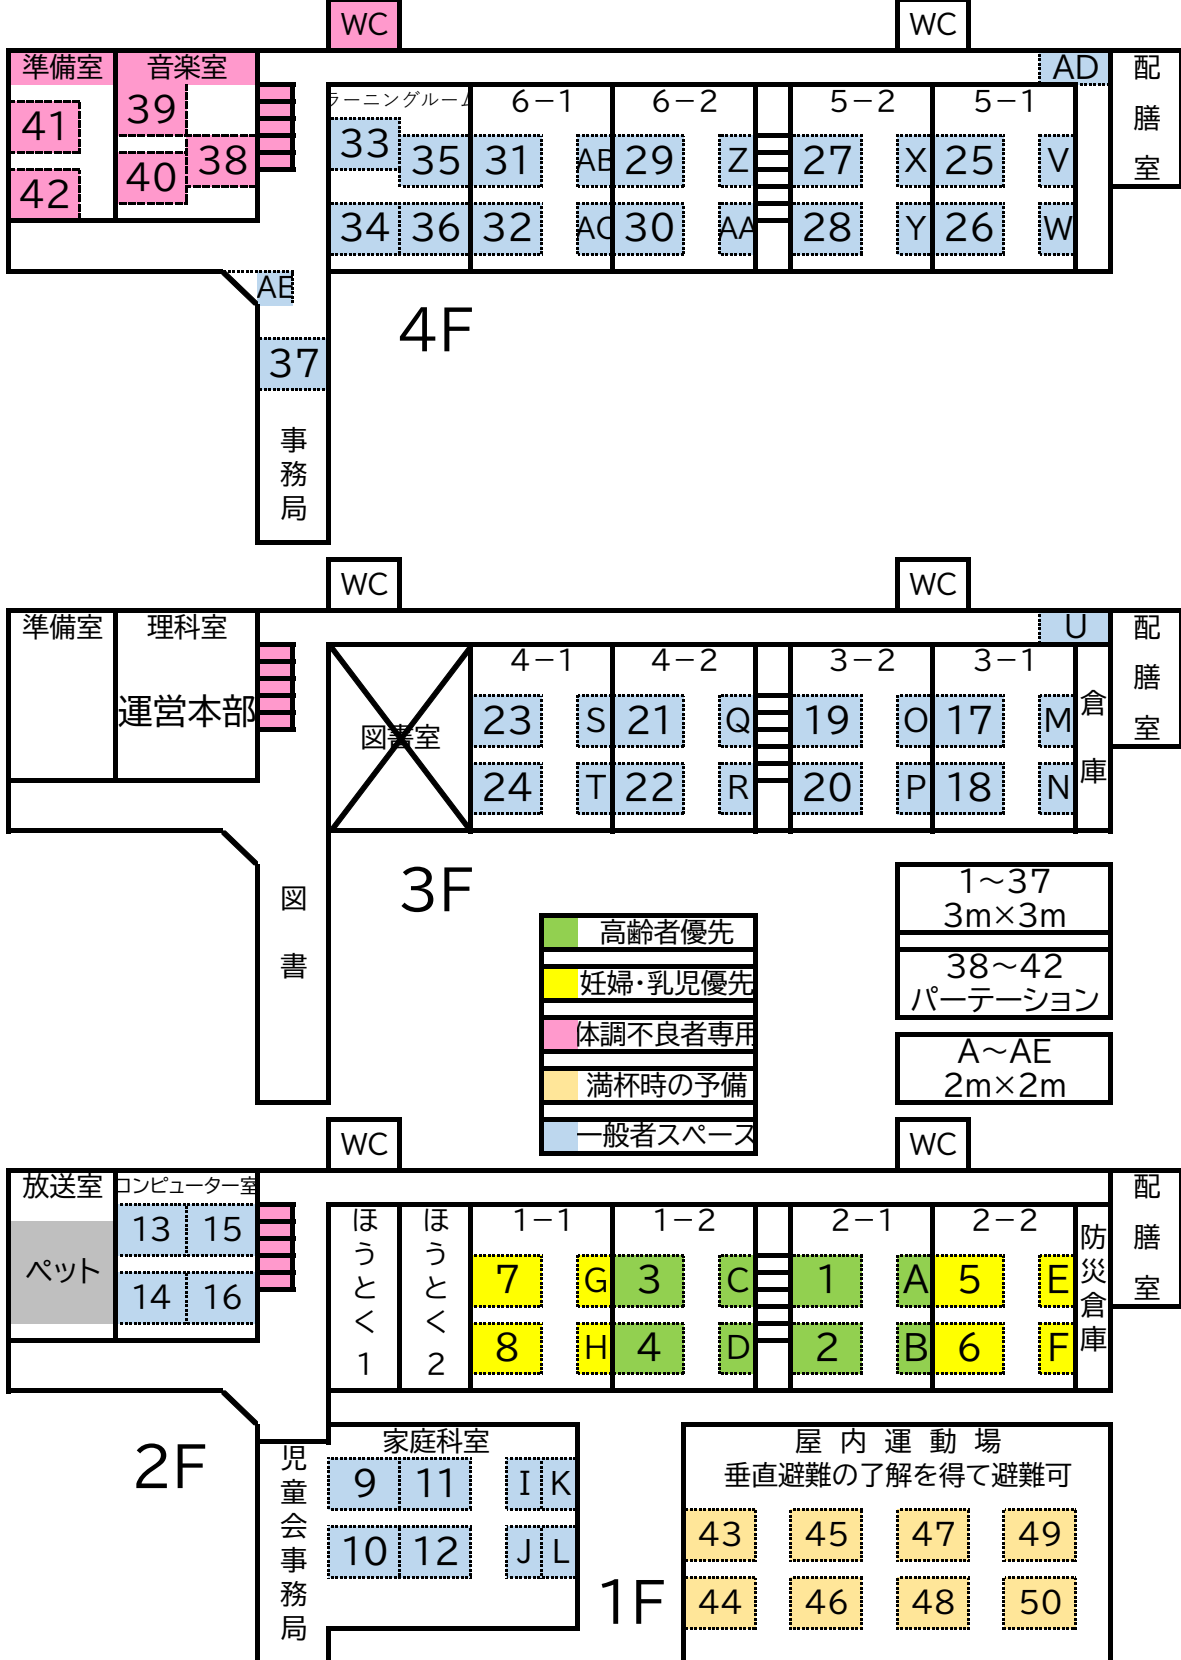 WC
WC
準備室
音楽室
AD
配膳室
ラーニングルーム
6-1
6-2
5-2
5-1
41
39
38
40
42
33
35
31
AB
29
Z
27
X
25
V
34
36
32
AC
30
AA
28
Y
26
W
AE
4F
37
事務局
WC
WC
準備室
理科室
U
配膳室
4-1
4-2
3-2
3-1
倉庫
運営本部
図書室
23
S
21
Q
19
O
17
M
24
T
22
R
20
P
18
N
3F
図書
1～37
3m×3m
38～42
パーテーション
A～AE
2m×2m
高齢者優先
妊婦・乳児優先
体調不良者専用
満杯時の予備
一般者スペース
WC
WC
放送室
コンピューター室
配膳室
ペット
13
15
14
16
ほうとく1
ほうとく2
1-1
1-2
2-1
2-2
防災倉庫
7
G
3
C
1
A
5
E
8
H
4
D
2
B
6
F
2F
児童会事務局
家庭科室
9
11
I
K
10
12
J
L
1F
屋内運動場
垂直避難の了解を得て避難可
43
45
47
49
44
46
48
50